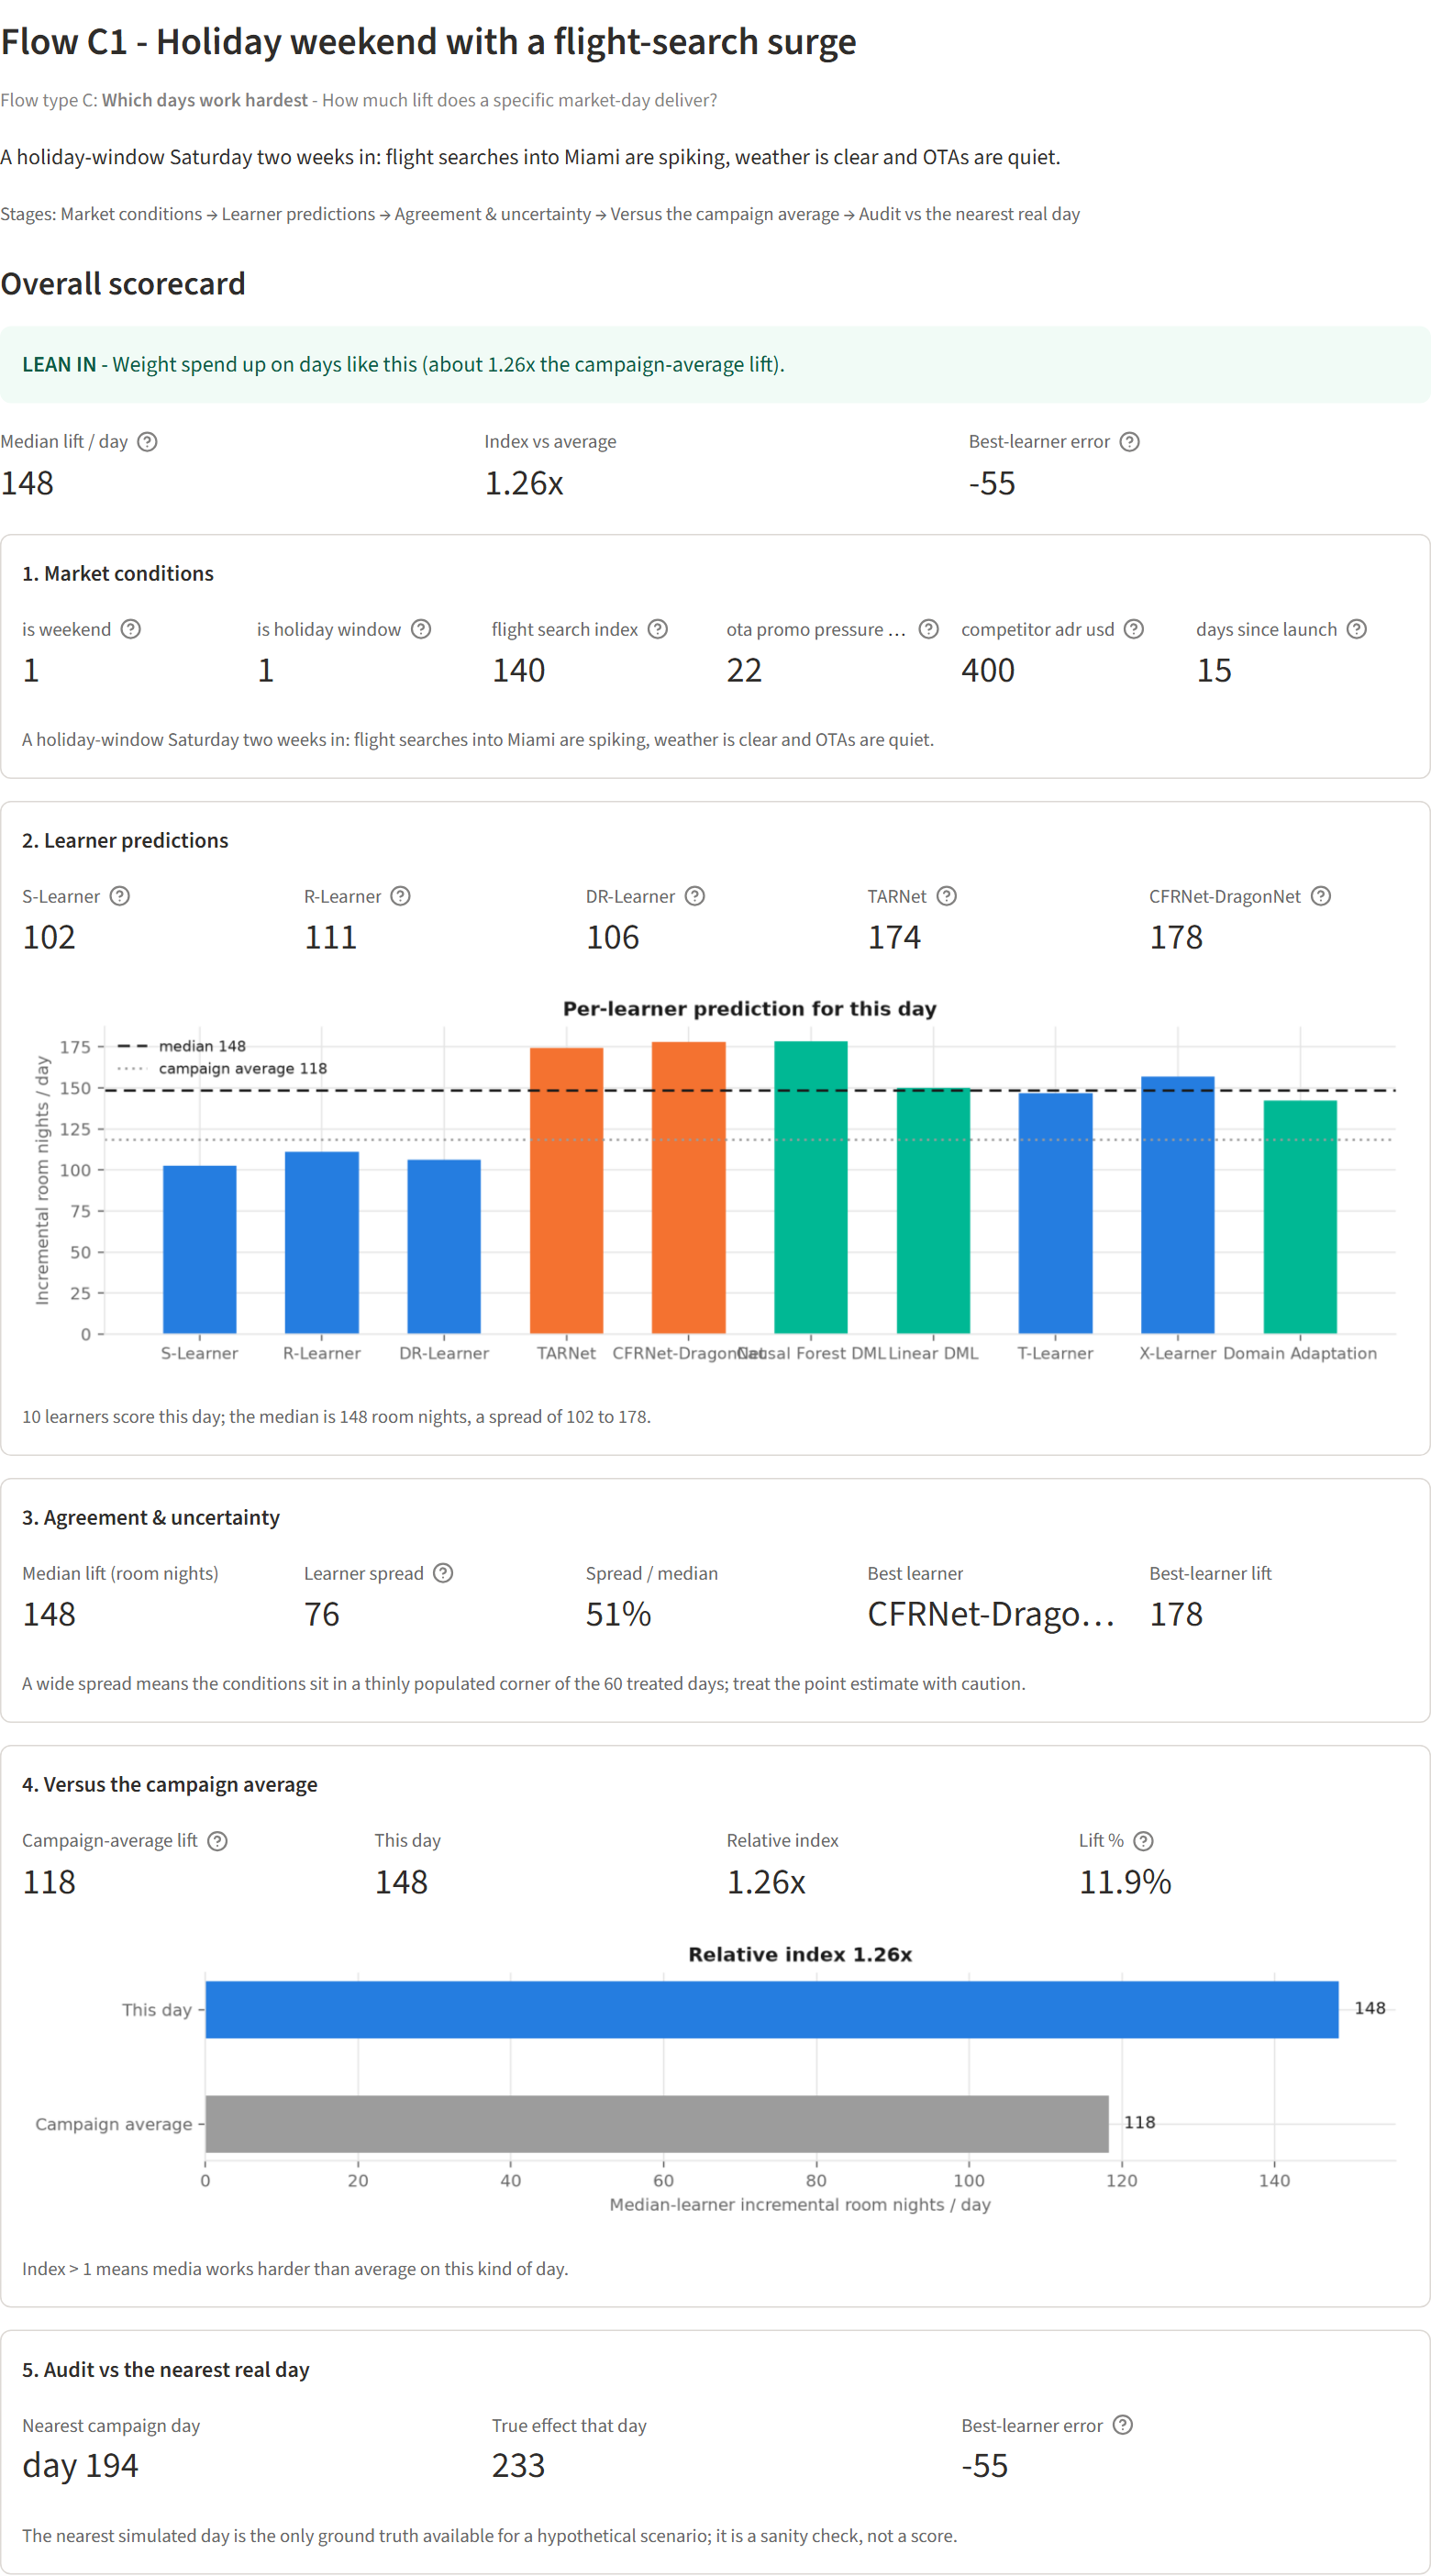 Flow C1 - Holiday weekend with a flight-search surge
Flow type C: Which days work hardest - How much lift does a specific market-day deliver?
A holiday-window Saturday two weeks in: flight searches into Miami are spiking, weather is clear and OTAs are quiet.
Stages: Market conditions → Learner predictions → Agreement & uncertainty → Versus the campaign average → Audit vs the nearest real day
Overall scorecard
LEAN IN - Weight spend up on days like this (about 1.26x the campaign-average lift).
Median lift / day Index vs average Best-learner error
148 1.26x -55
1. Market conditions
is weekend is holiday window flight search index ota promo pressure … competitor adr usd days since launch
1 1 140 22 400 15
A holiday-window Saturday two weeks in: flight searches into Miami are spiking, weather is clear and OTAs are quiet.
2. Learner predictions
S-Learner R-Learner DR-Learner TARNet CFRNet-DragonNet
102 111 106 174 178
Per-learner prediction for this day
median 148
campaign average 118
Incremental room nights / day
175
150
125
100
75
50
25
0
S-Learner R-Learner DR-Learner TARNet CFRNet-DragonNet Causal Forest DML Linear DML T-Learner X-Learner Domain Adaptation
10 learners score this day; the median is 148 room nights, a spread of 102 to 178.
3. Agreement & uncertainty
Median lift (room nights) Learner spread Spread / median Best learner Best-learner lift
148 76 51% CFRNet-Drago… 178
A wide spread means the conditions sit in a thinly populated corner of the 60 treated days; treat the point estimate with caution.
4. Versus the campaign average
Campaign-average lift This day Relative index Lift %
118 148 1.26x 11.9%
Relative index 1.26x
This day 148
Campaign average 118
0 20 40 60 80 100 120 140
Median-learner incremental room nights / day
Index > 1 means media works harder than average on this kind of day.
5. Audit vs the nearest real day
Nearest campaign day True effect that day Best-learner error
day 194 233 -55
The nearest simulated day is the only ground truth available for a hypothetical scenario; it is a sanity check, not a score.